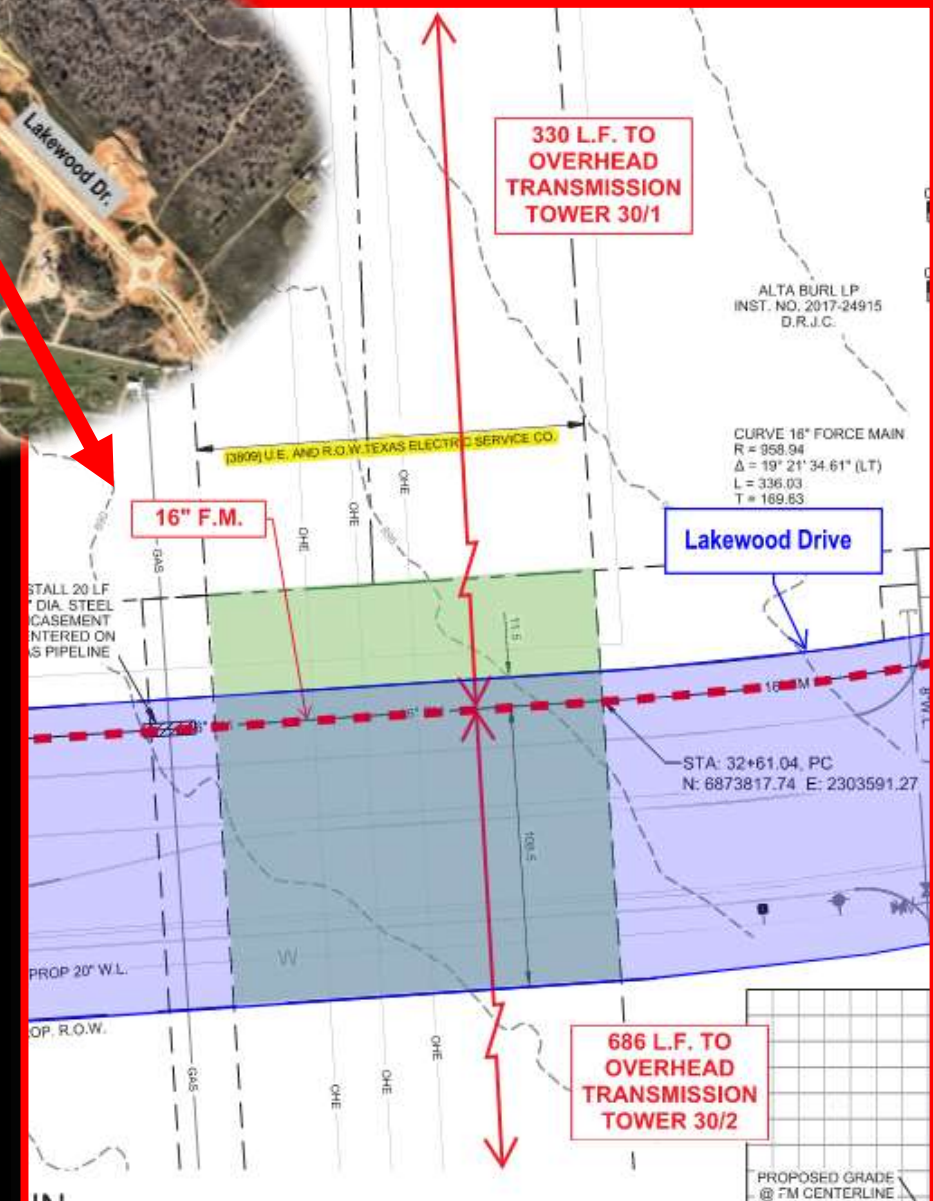 Lakewood Dr.
330 L.F. TO
OVERHEAD
TRANSMISSION
TOWER 30/1
ALTA BURL LP
INST. NO. 2017-24915
D.R.J.C.
[3809] U.E. AND R.O.W. TEXAS ELECTRIC SERVICE CO.
CURVE 16" FORCE MAIN
R = 958.94
Δ = 19° 21' 34.61" (LT)
L = 336.03
T = 169.63
16" F.M.
OHE
OHE
OHE
OHE
GAS
Lakewood Drive
STALL 20 LF
" DIA. STEEL
CASEMENT
ENTERED ON
AS PIPELINE
11.5
8" W.L.
STA: 32+61.04, PC
N: 6873817.74 E: 2303591.27
108.5
W
PROP 20" W.L.
OP. R.O.W.
GAS
OHE
OHE
OHE
686 L.F. TO
OVERHEAD
TRANSMISSION
TOWER 30/2
PROPOSED GRADE
@ FM CENTERLINE